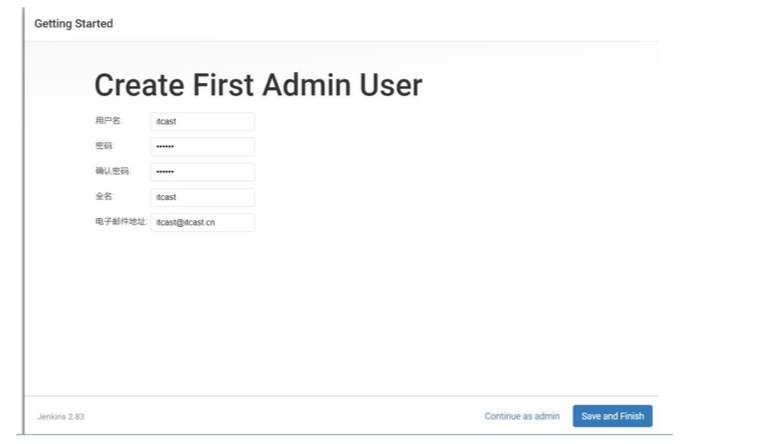 Getting Started
Create First Admin User
用户名: itcast
密码: ••••••
确认密码: ••••••
全名: itcast
电子邮件地址: itcast@itcast.cn
Jenkins 2.83 Continue as admin Save and Finish